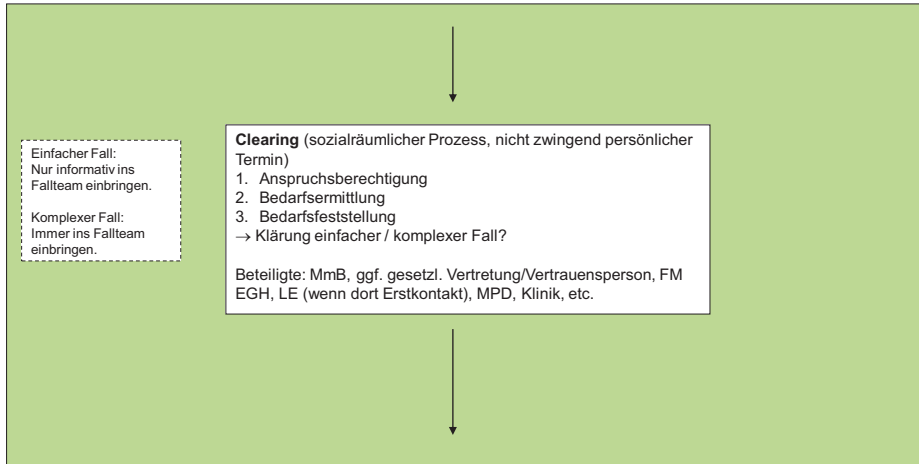 Einfacher Fall:
Nur informativ ins
Fallteam einbringen.
Komplexer Fall:
Immer ins Fallteam
einbringen.
Clearing (sozialräumlicher Prozess, nicht zwingend persönlicher
Termin)
1. Anspruchsberechtigung
2. Bedarfsermittlung
3. Bedarfsfeststellung
→ Klärung einfacher / komplexer Fall?
Beteiligte: MmB, ggf. gesetzl. Vertretung/Vertrauensperson, FM
EGH, LE (wenn dort Erstkontakt), MPD, Klinik, etc.